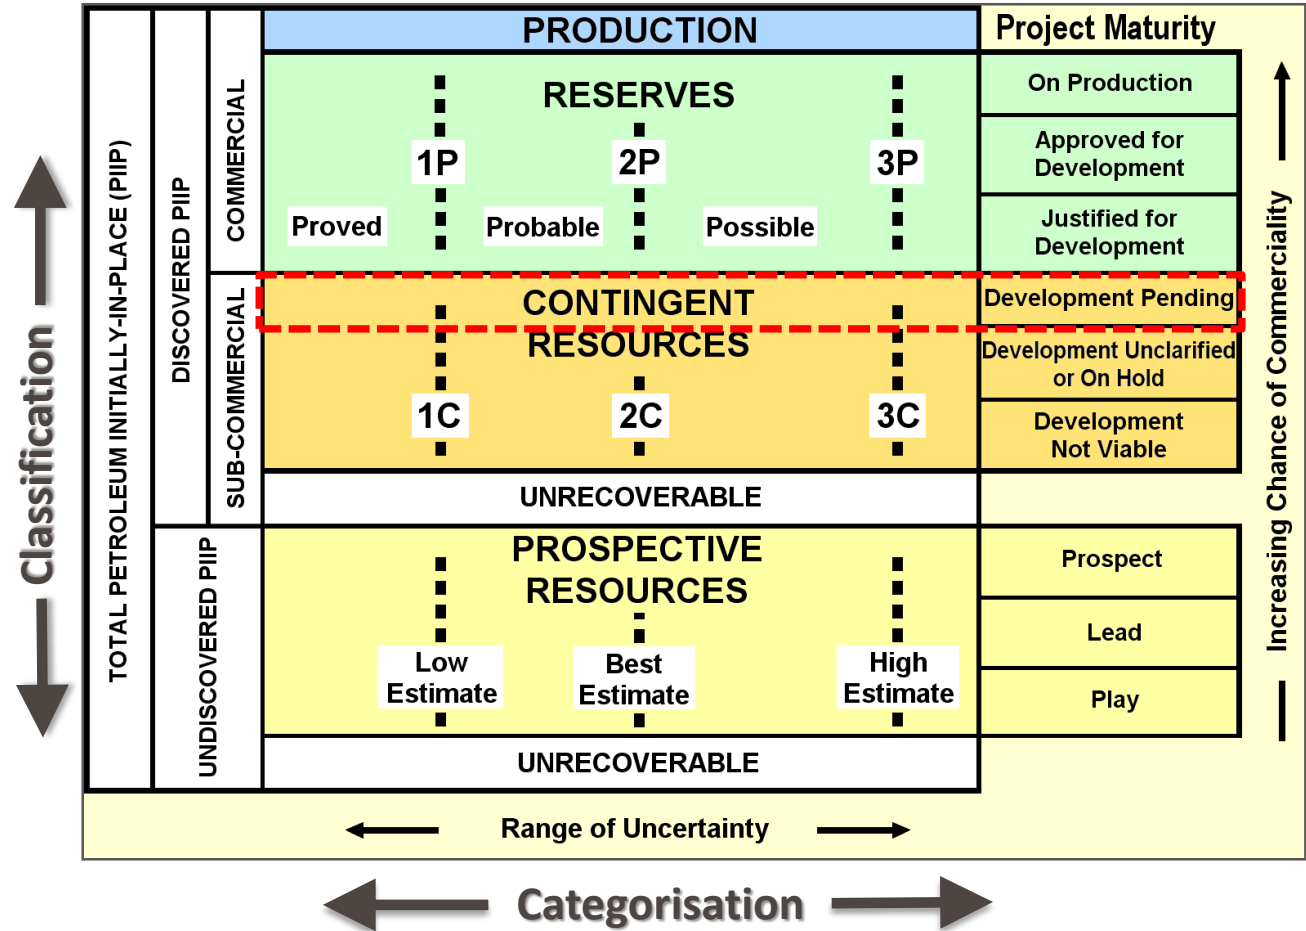 PRODUCTION
Project Maturity
TOTAL PETROLEUM INITIALLY-IN-PLACE (PIIP)
DISCOVERED PIIP
COMMERCIAL
RESERVES
1P
2P
3P
Proved
Probable
Possible
On Production
Approved for
Development
Justified for
Development
SUB-COMMERCIAL
CONTINGENT
RESOURCES
1C
2C
3C
Development Pending
Development Unclarified
or On Hold
Development
Not Viable
UNRECOVERABLE
UNDISCOVERED PIIP
PROSPECTIVE
RESOURCES
Low
Estimate
Best
Estimate
High
Estimate
Prospect
Lead
Play
UNRECOVERABLE
Range of Uncertainty
Increasing Chance of Commerciality
Classification
Categorisation